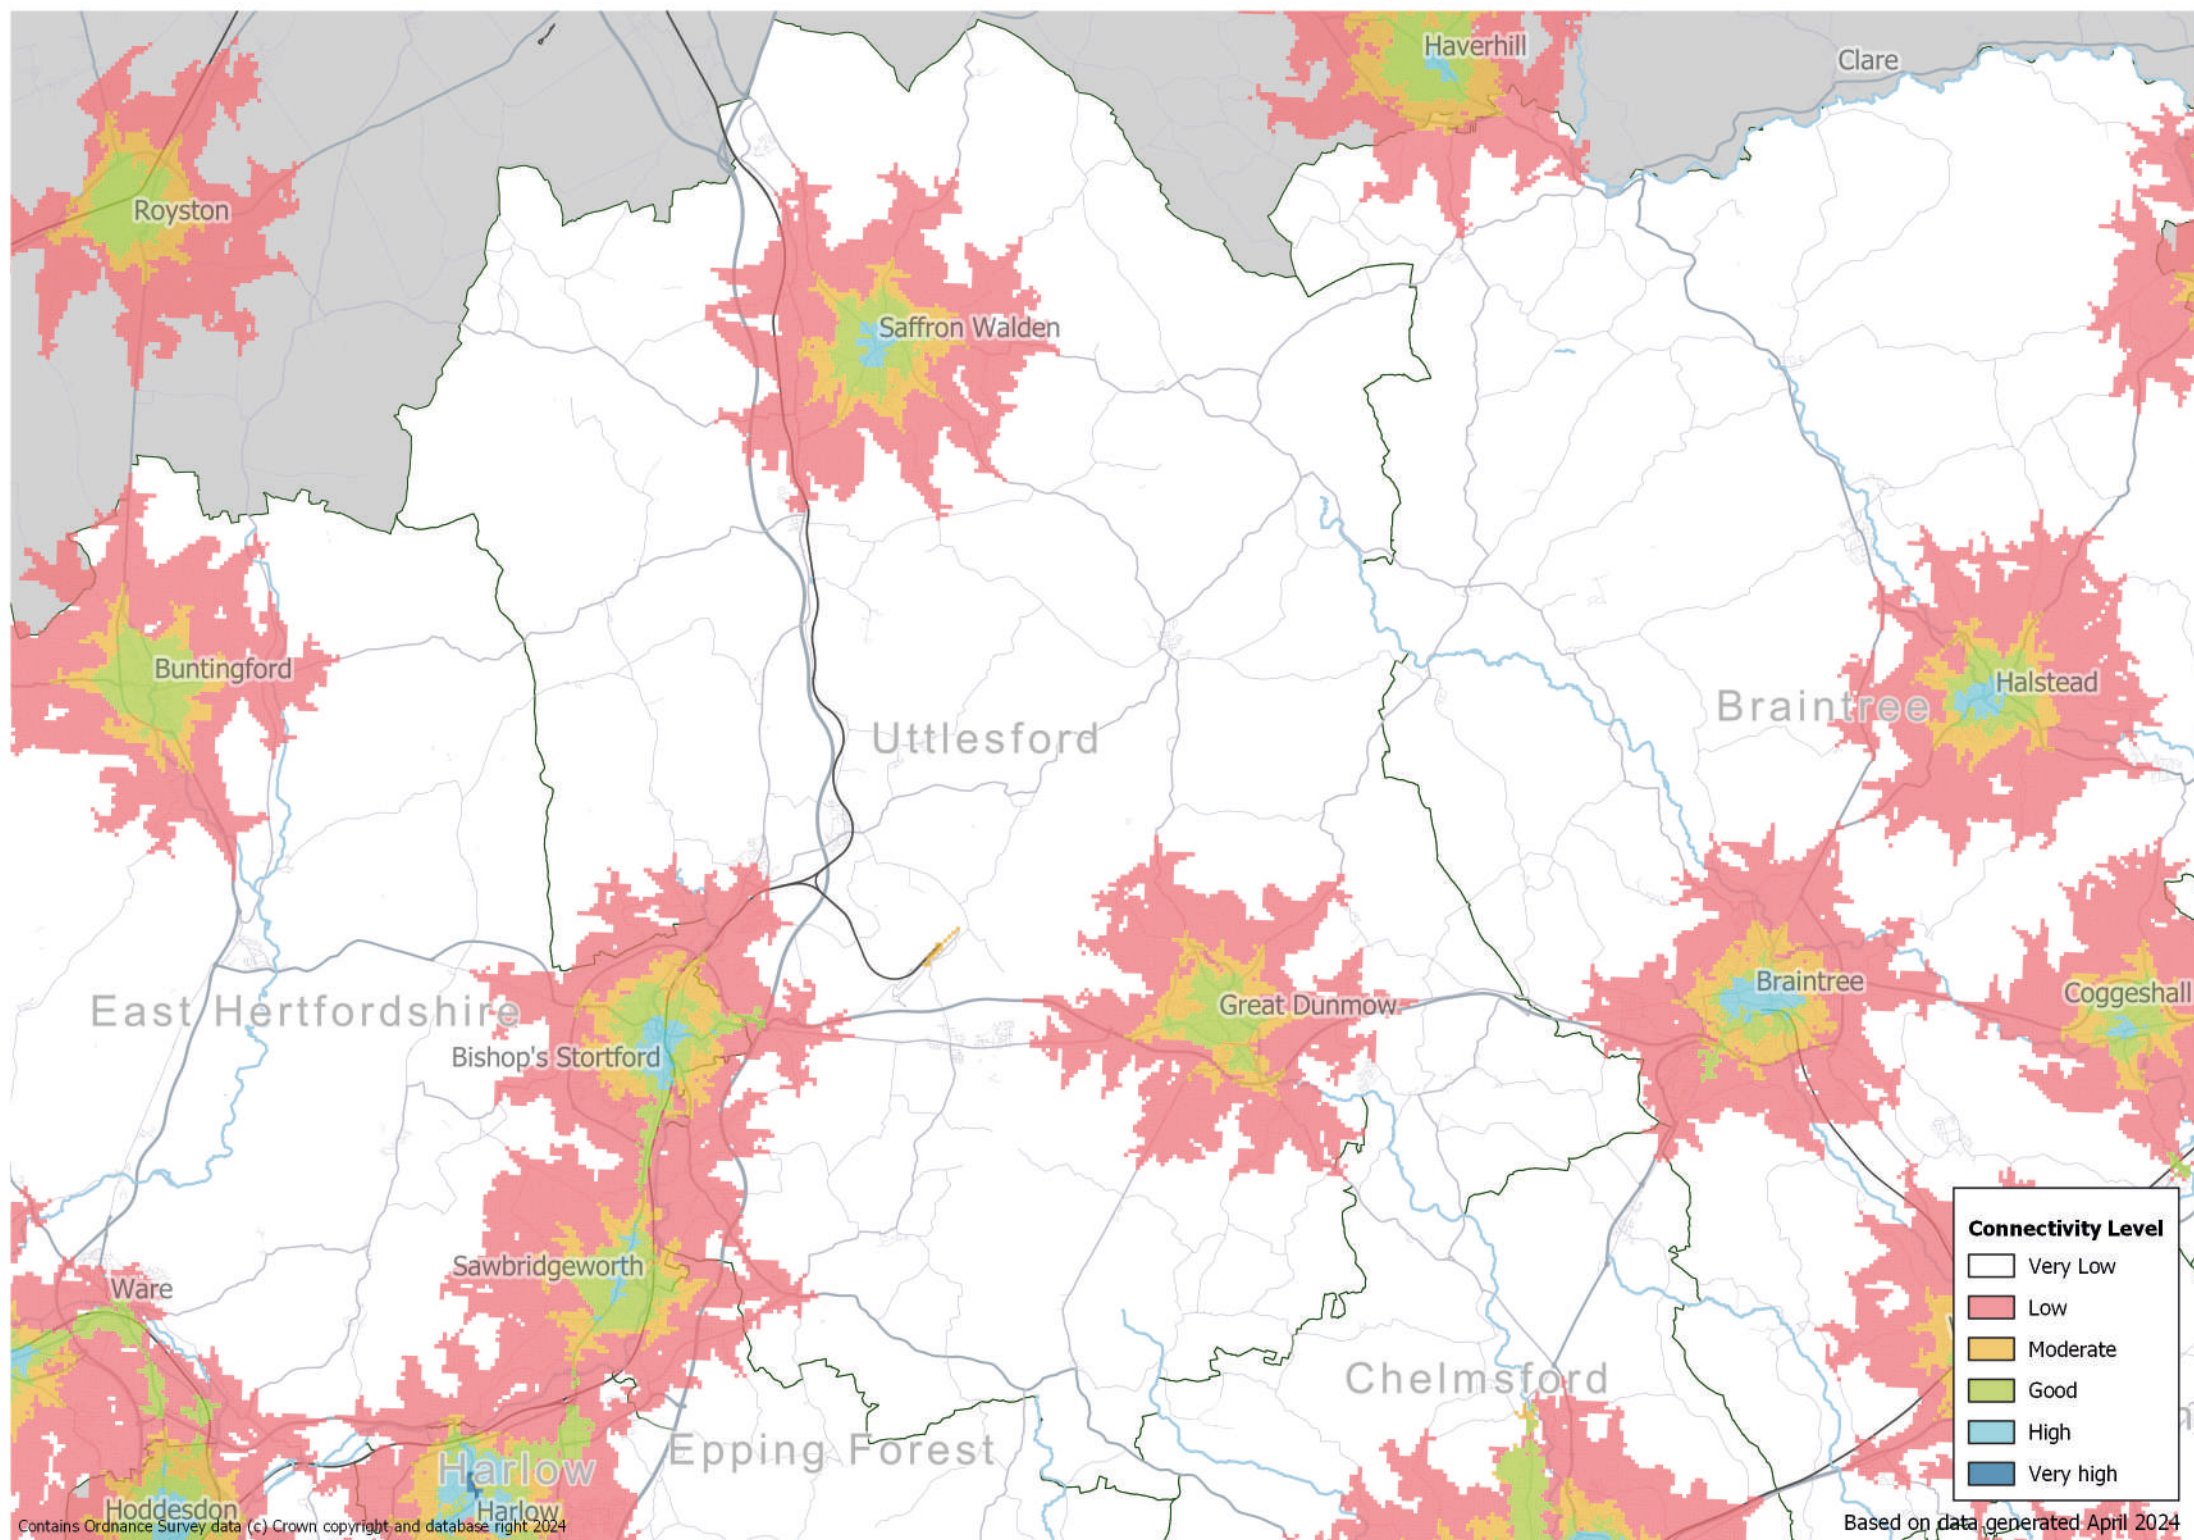 Haverhill
Clare
Royston
Saffron Walden
Buntingford
Halstead
Braintree
Uttlesford
Braintree
Coggeshall
Great Dunmow
East Hertfordshire
Bishop's Stortford
Sawbridgeworth
Ware
Chelmsford
Epping Forest
Harlow
Harlow
Hoddesdon
Connectivity Level
Very Low
Low
Moderate
Good
High
Very high
Contains Ordnance Survey data (c) Crown copyright and database right 2024
Based on data generated April 2024